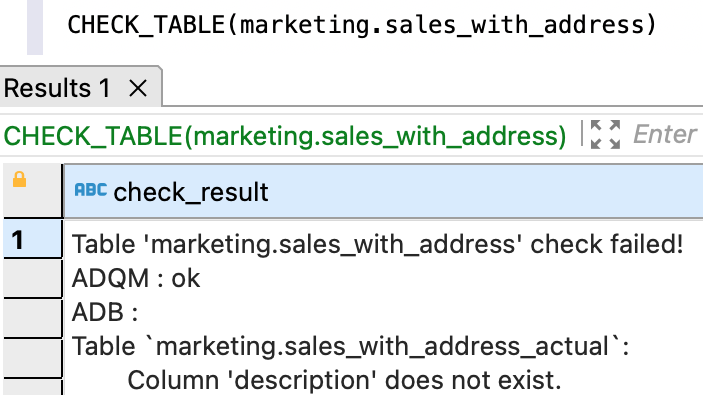 CHECK_TABLE(marketing.sales_with_address)
Results 1
CHECK_TABLE(marketing.sales_with_address) Enter
ABC check_result
1 Table 'marketing.sales_with_address' check failed!
ADQM : ok
ADB :
Table `marketing.sales_with_address_actual`:
Column 'description' does not exist.